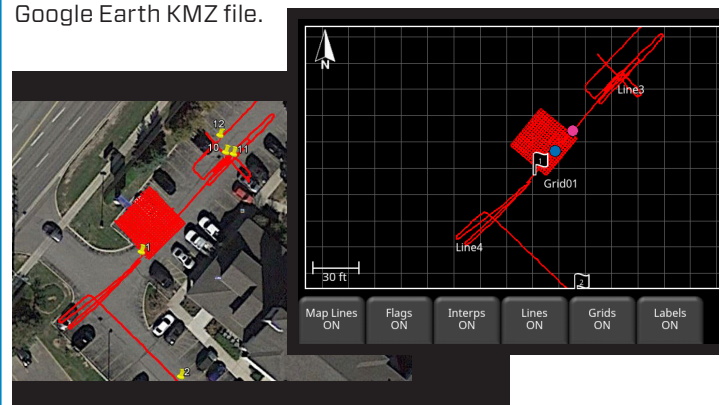 Google Earth KMZ file.
N
Line3
1
Grid01
Line4
2
30 ft
Map Lines
ON
Flags
ON
Interps
ON
Lines
ON
Grids
ON
Labels
ON
12
10
11
1
2